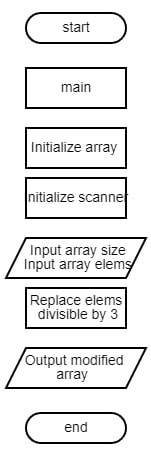 start
main
Initialize array
nitialize scanner
Input array size
Input array elems
Replace elems
divisible by 3
Output modified
array
end